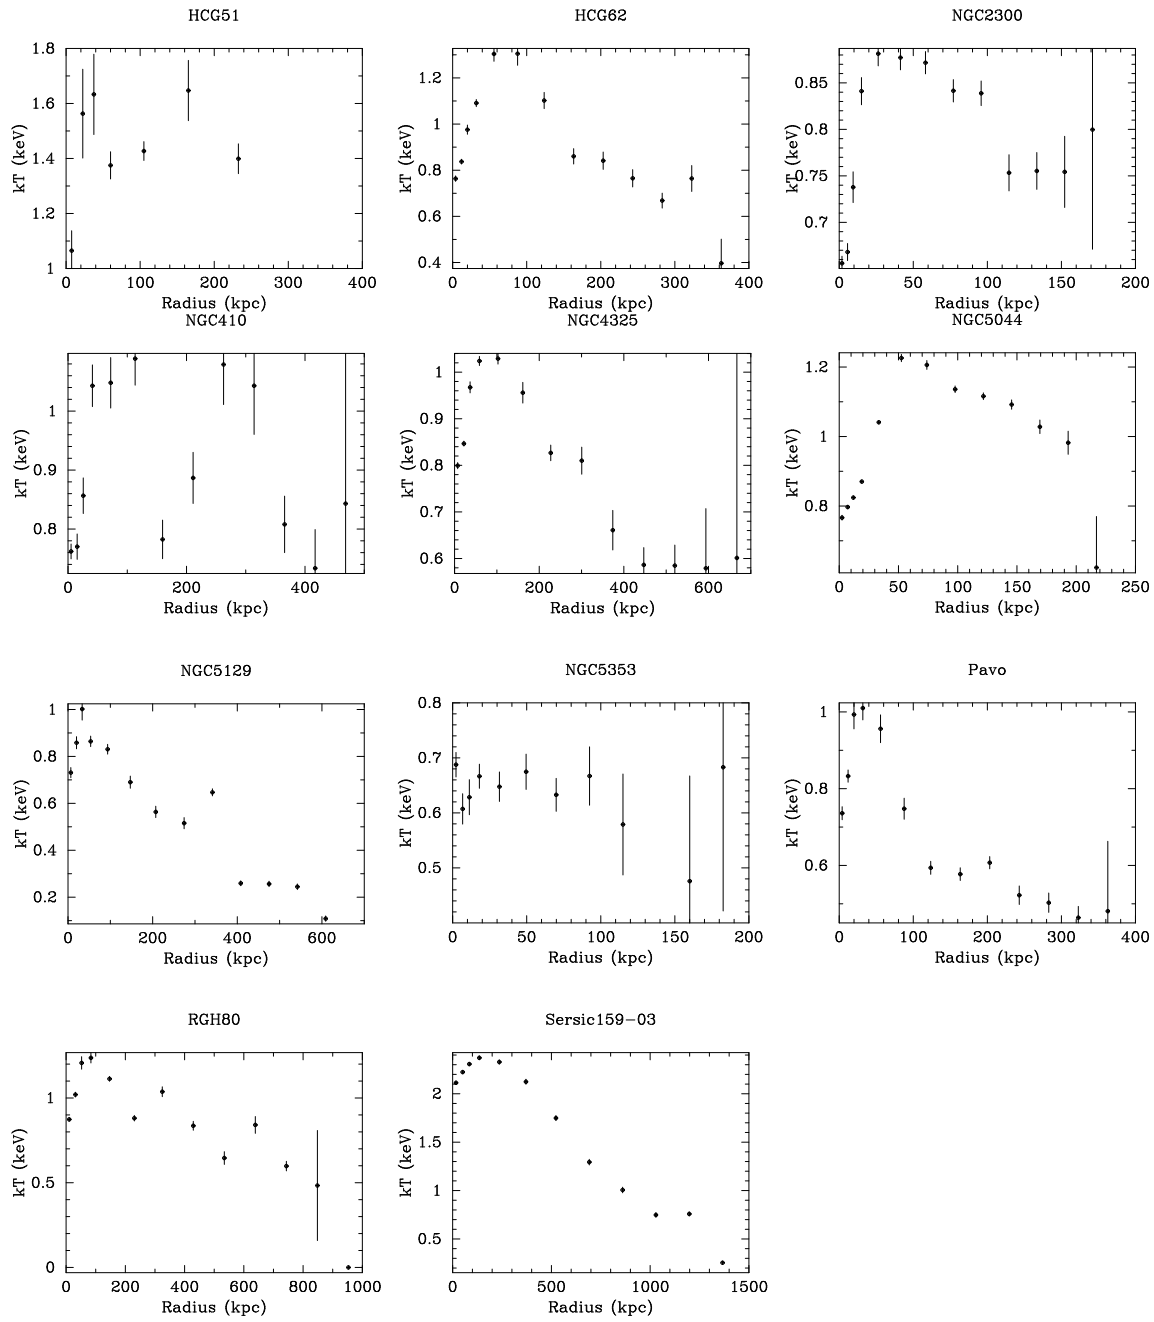 HCG51 HCG62 NGC2300
1.8
1.6 1.2 0.85
1.4 1 0.8
0.8 0.75
1.2 0.6 0.7
1 0.4
kT (keV) kT (keV) kT (keV)
0 100 200 300 400 0 100 200 300 400 0 50 100 150 200
Radius (kpc) Radius (kpc) Radius (kpc)
NGC410 NGC4325 NGC5044
1 1.2
1 0.9 1
0.9 0.8
0.7 0.8
0.8 0.6
kT (keV) kT (keV) kT (keV)
0 200 400 0 200 400 600 0 50 100 150 200 250
Radius (kpc) Radius (kpc) Radius (kpc)
NGC5129 NGC5353 Pavo
1 0.8 1
0.8 0.7
0.6 0.6 0.8
0.4
0.2 0.5 0.6
kT (keV) kT (keV) kT (keV)
0 200 400 600 0 50 100 150 200 0 100 200 300 400
Radius (kpc) Radius (kpc) Radius (kpc)
RGH80 Sersic159−03
1 2
1.5
0.5 1
0 0.5
kT (keV) kT (keV)
0 200 400 600 800 1000 0 500 1000 1500
Radius (kpc) Radius (kpc)